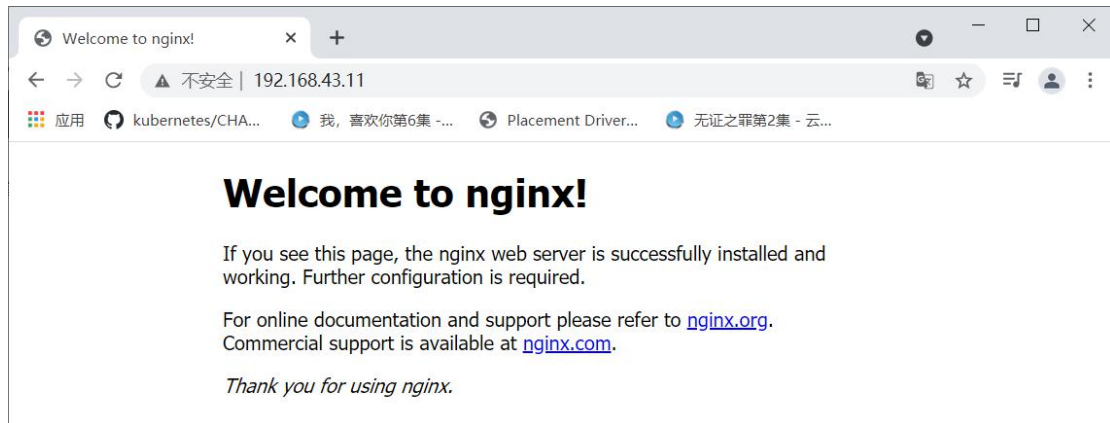 Welcome to nginx!
不安全 | 192.168.43.11
应用 kubernetes/CHA... 我，喜欢你第6集 -... Placement Driver... 无证之罪第2集 - 云...
Welcome to nginx!
If you see this page, the nginx web server is successfully installed and
working. Further configuration is required.
For online documentation and support please refer to nginx.org.
Commercial support is available at nginx.com.
Thank you for using nginx.